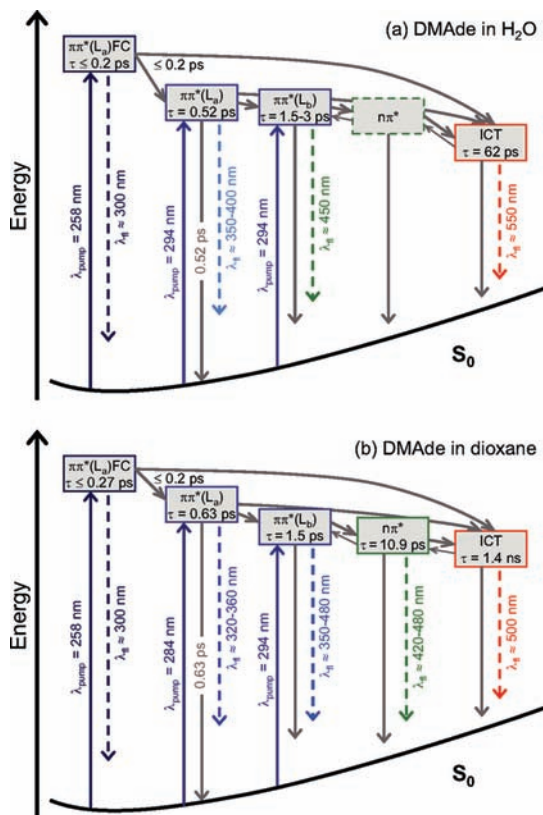 (a) DMAde in H₂O
ππ*(Lₐ)FC
τ ≤ 0.2 ps
≤ 0.2 ps
ππ*(Lₐ)
τ = 0.52 ps
ππ*(L_b)
τ = 1.5-3 ps
nπ*
ICT
τ = 62 ps
Energy
λpump = 258 nm
λfl ≈ 300 nm
λpump = 294 nm
0.52 ps
λfl ≈ 350-400 nm
λpump = 294 nm
λfl ≈ 450 nm
λfl ≈ 550 nm
S₀
(b) DMAde in dioxane
ππ*(Lₐ)FC
τ ≤ 0.27 ps
≤ 0.2 ps
ππ*(Lₐ)
τ = 0.63 ps
ππ*(L_b)
τ = 1.5 ps
nπ*
τ = 10.9 ps
ICT
τ = 1.4 ns
Energy
λpump = 258 nm
λfl ≈ 300 nm
λpump = 284 nm
0.63 ps
λfl ≈ 320-360 nm
λpump = 294 nm
λfl ≈ 350-480 nm
λfl ≈ 420-480 nm
λfl ≈ 500 nm
S₀